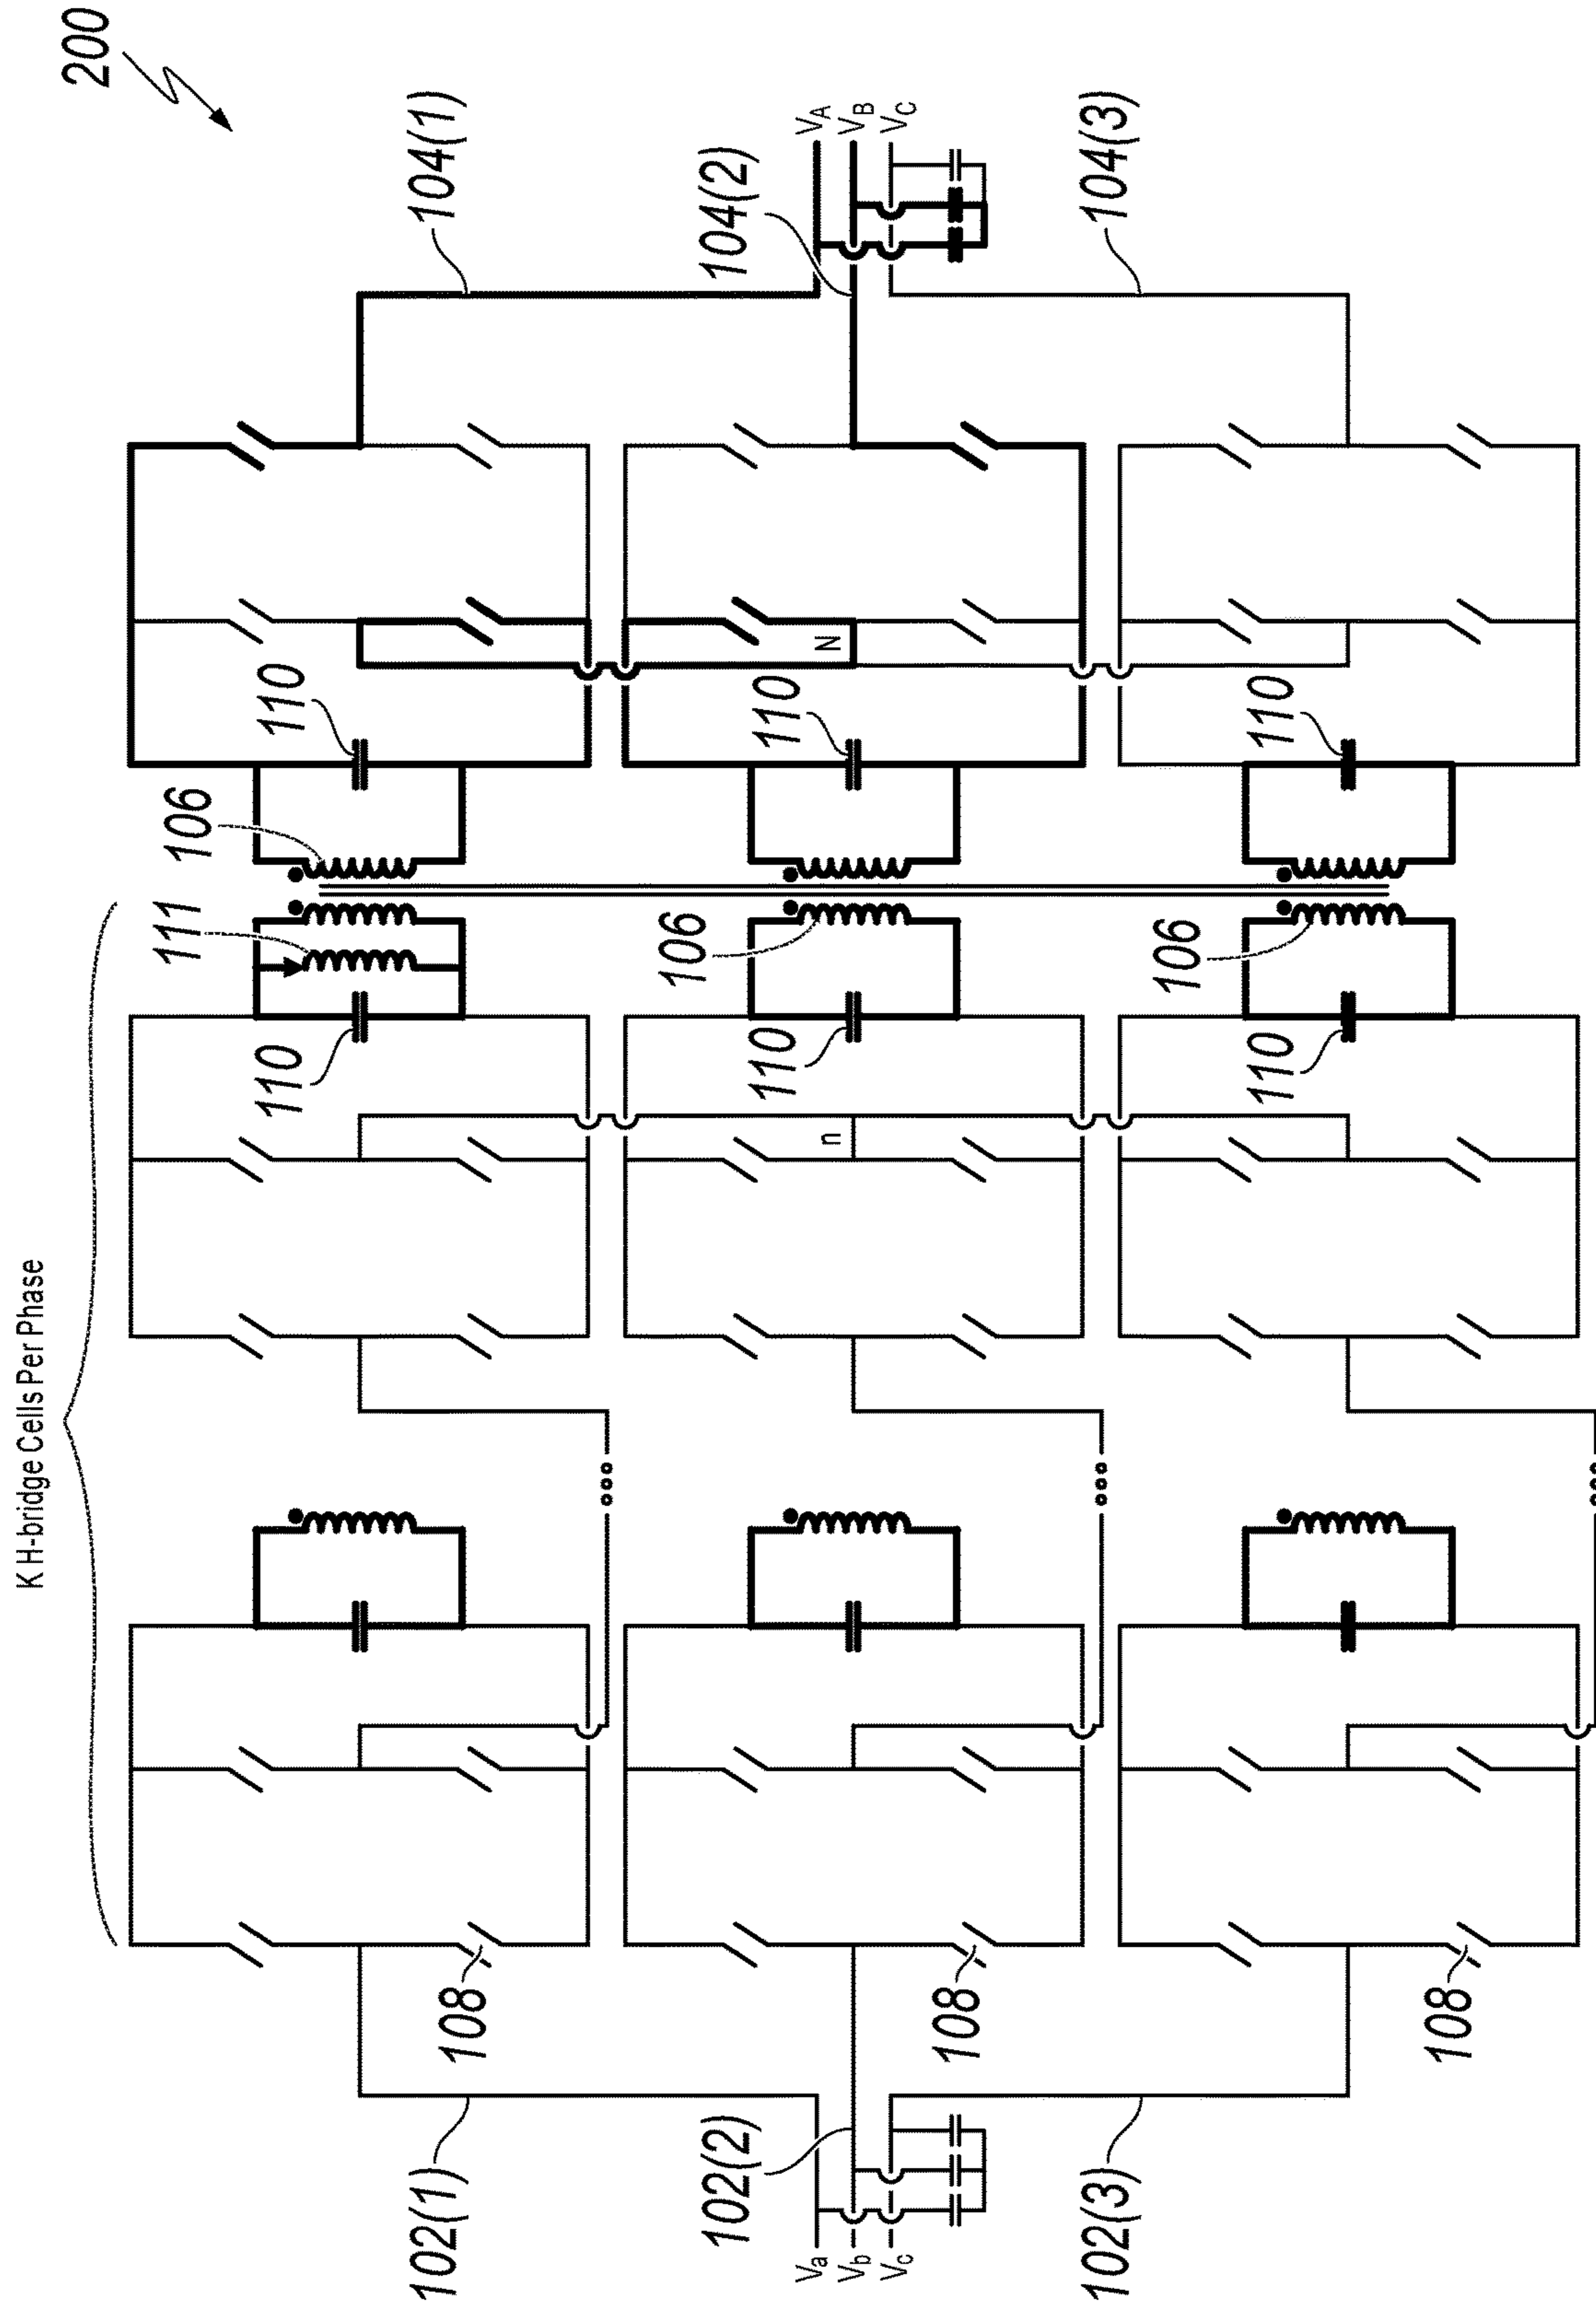 200
K H-bridge Cells Per Phase
102(1)
104(1)
110
111
106
110
108
Va
Vb
Vc
102(2)
n
110
106
110
N
104(2)
VA
VB
VC
108
102(3)
110
106
110
104(3)
108